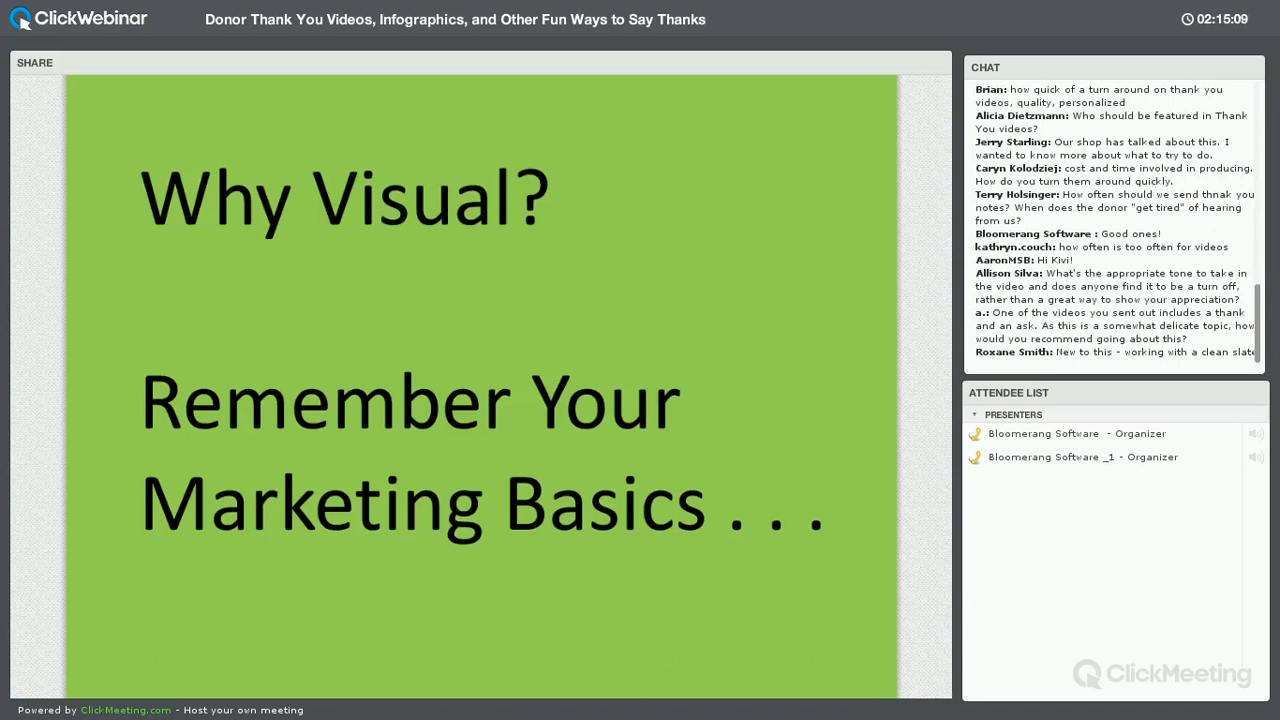 ClickWebinar
Donor Thank You Videos, Infographics, and Other Fun Ways to Say Thanks
02:15:09
SHARE
Why Visual?
Remember Your
Marketing Basics . . .
CHAT
Brian: how quick of a turn around on thank you
videos, quality, personalized
Alicia Dietzmann: Who should be featured in Thank
You videos?
Jerry Starling: Our shop has talked about this. I
wanted to know more about what to try to do.
Caryn Kolodziej: cost and time involved in producing.
How do you turn them around quickly.
Terry Holsinger: How often should we send thnak you
notes? When does the donor "get tired" of hearing
from us?
Bloomerang Software : Good ones!
kathryn.couch: how often is too often for videos
AaronMSB: Hi Kivi!
Allison Silva: What's the appropriate tone to take in
the video and does anyone find it to be a turn off,
rather than a great way to show your appreciation?
a.: One of the videos you sent out includes a thank
and an ask. As this is a somewhat delicate topic, how
would you recommend going about this?
Roxane Smith: New to this - working with a clean slate
ATTENDEE LIST
PRESENTERS
Bloomerang Software - Organizer
Bloomerang Software _1 - Organizer
ClickMeeting
Powered by ClickMeeting.com - Host your own meeting